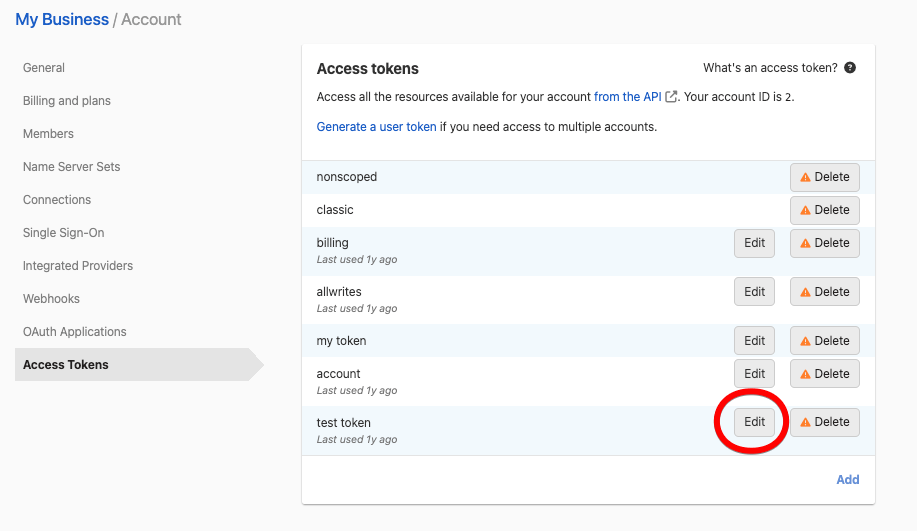 My Business / Account
General
Billing and plans
Members
Name Server Sets
Connections
Single Sign-On
Integrated Providers
Webhooks
OAuth Applications
Access Tokens
Access tokens What's an access token? ?
Access all the resources available for your account from the API. Your account ID is 2.
Generate a user token if you need access to multiple accounts.
nonscoped Delete
classic Delete
billing Edit Delete
Last used 1y ago
allwrites Edit Delete
Last used 1y ago
my token Edit Delete
account Edit Delete
Last used 1y ago
test token Edit Delete
Last used 1y ago
Add